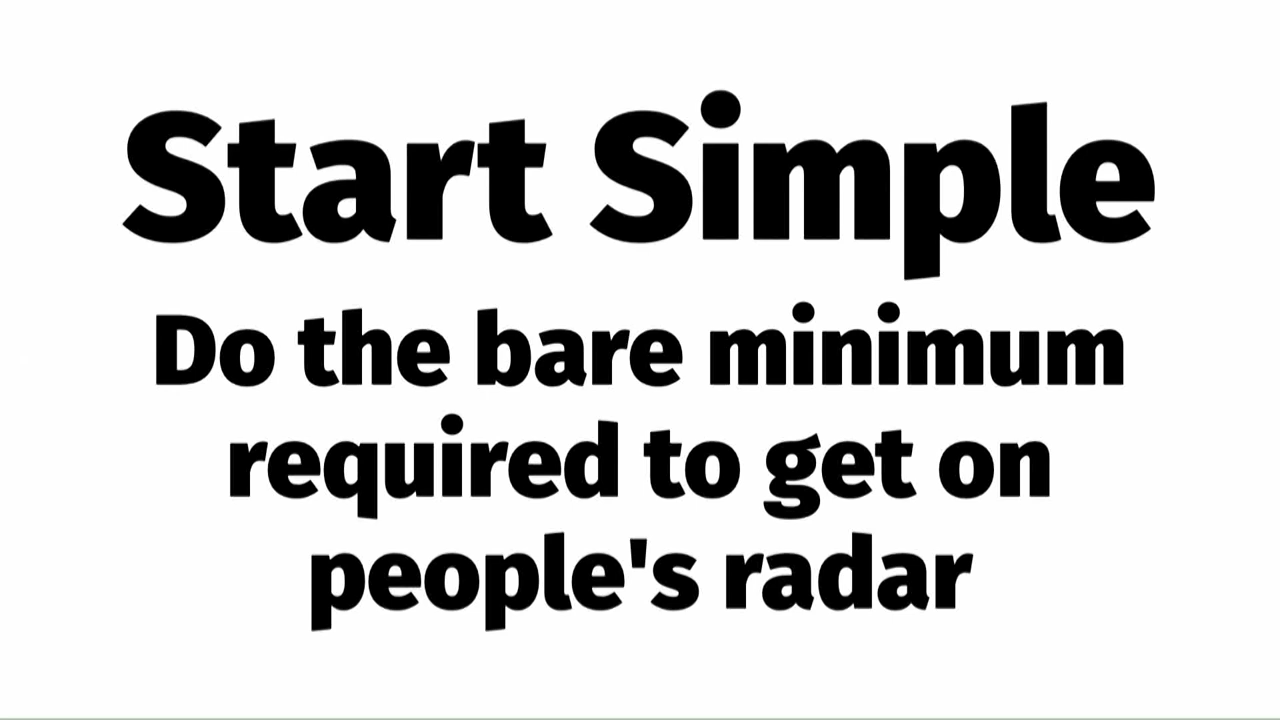 Start Simple
Do the bare minimum
required to get on
people's radar